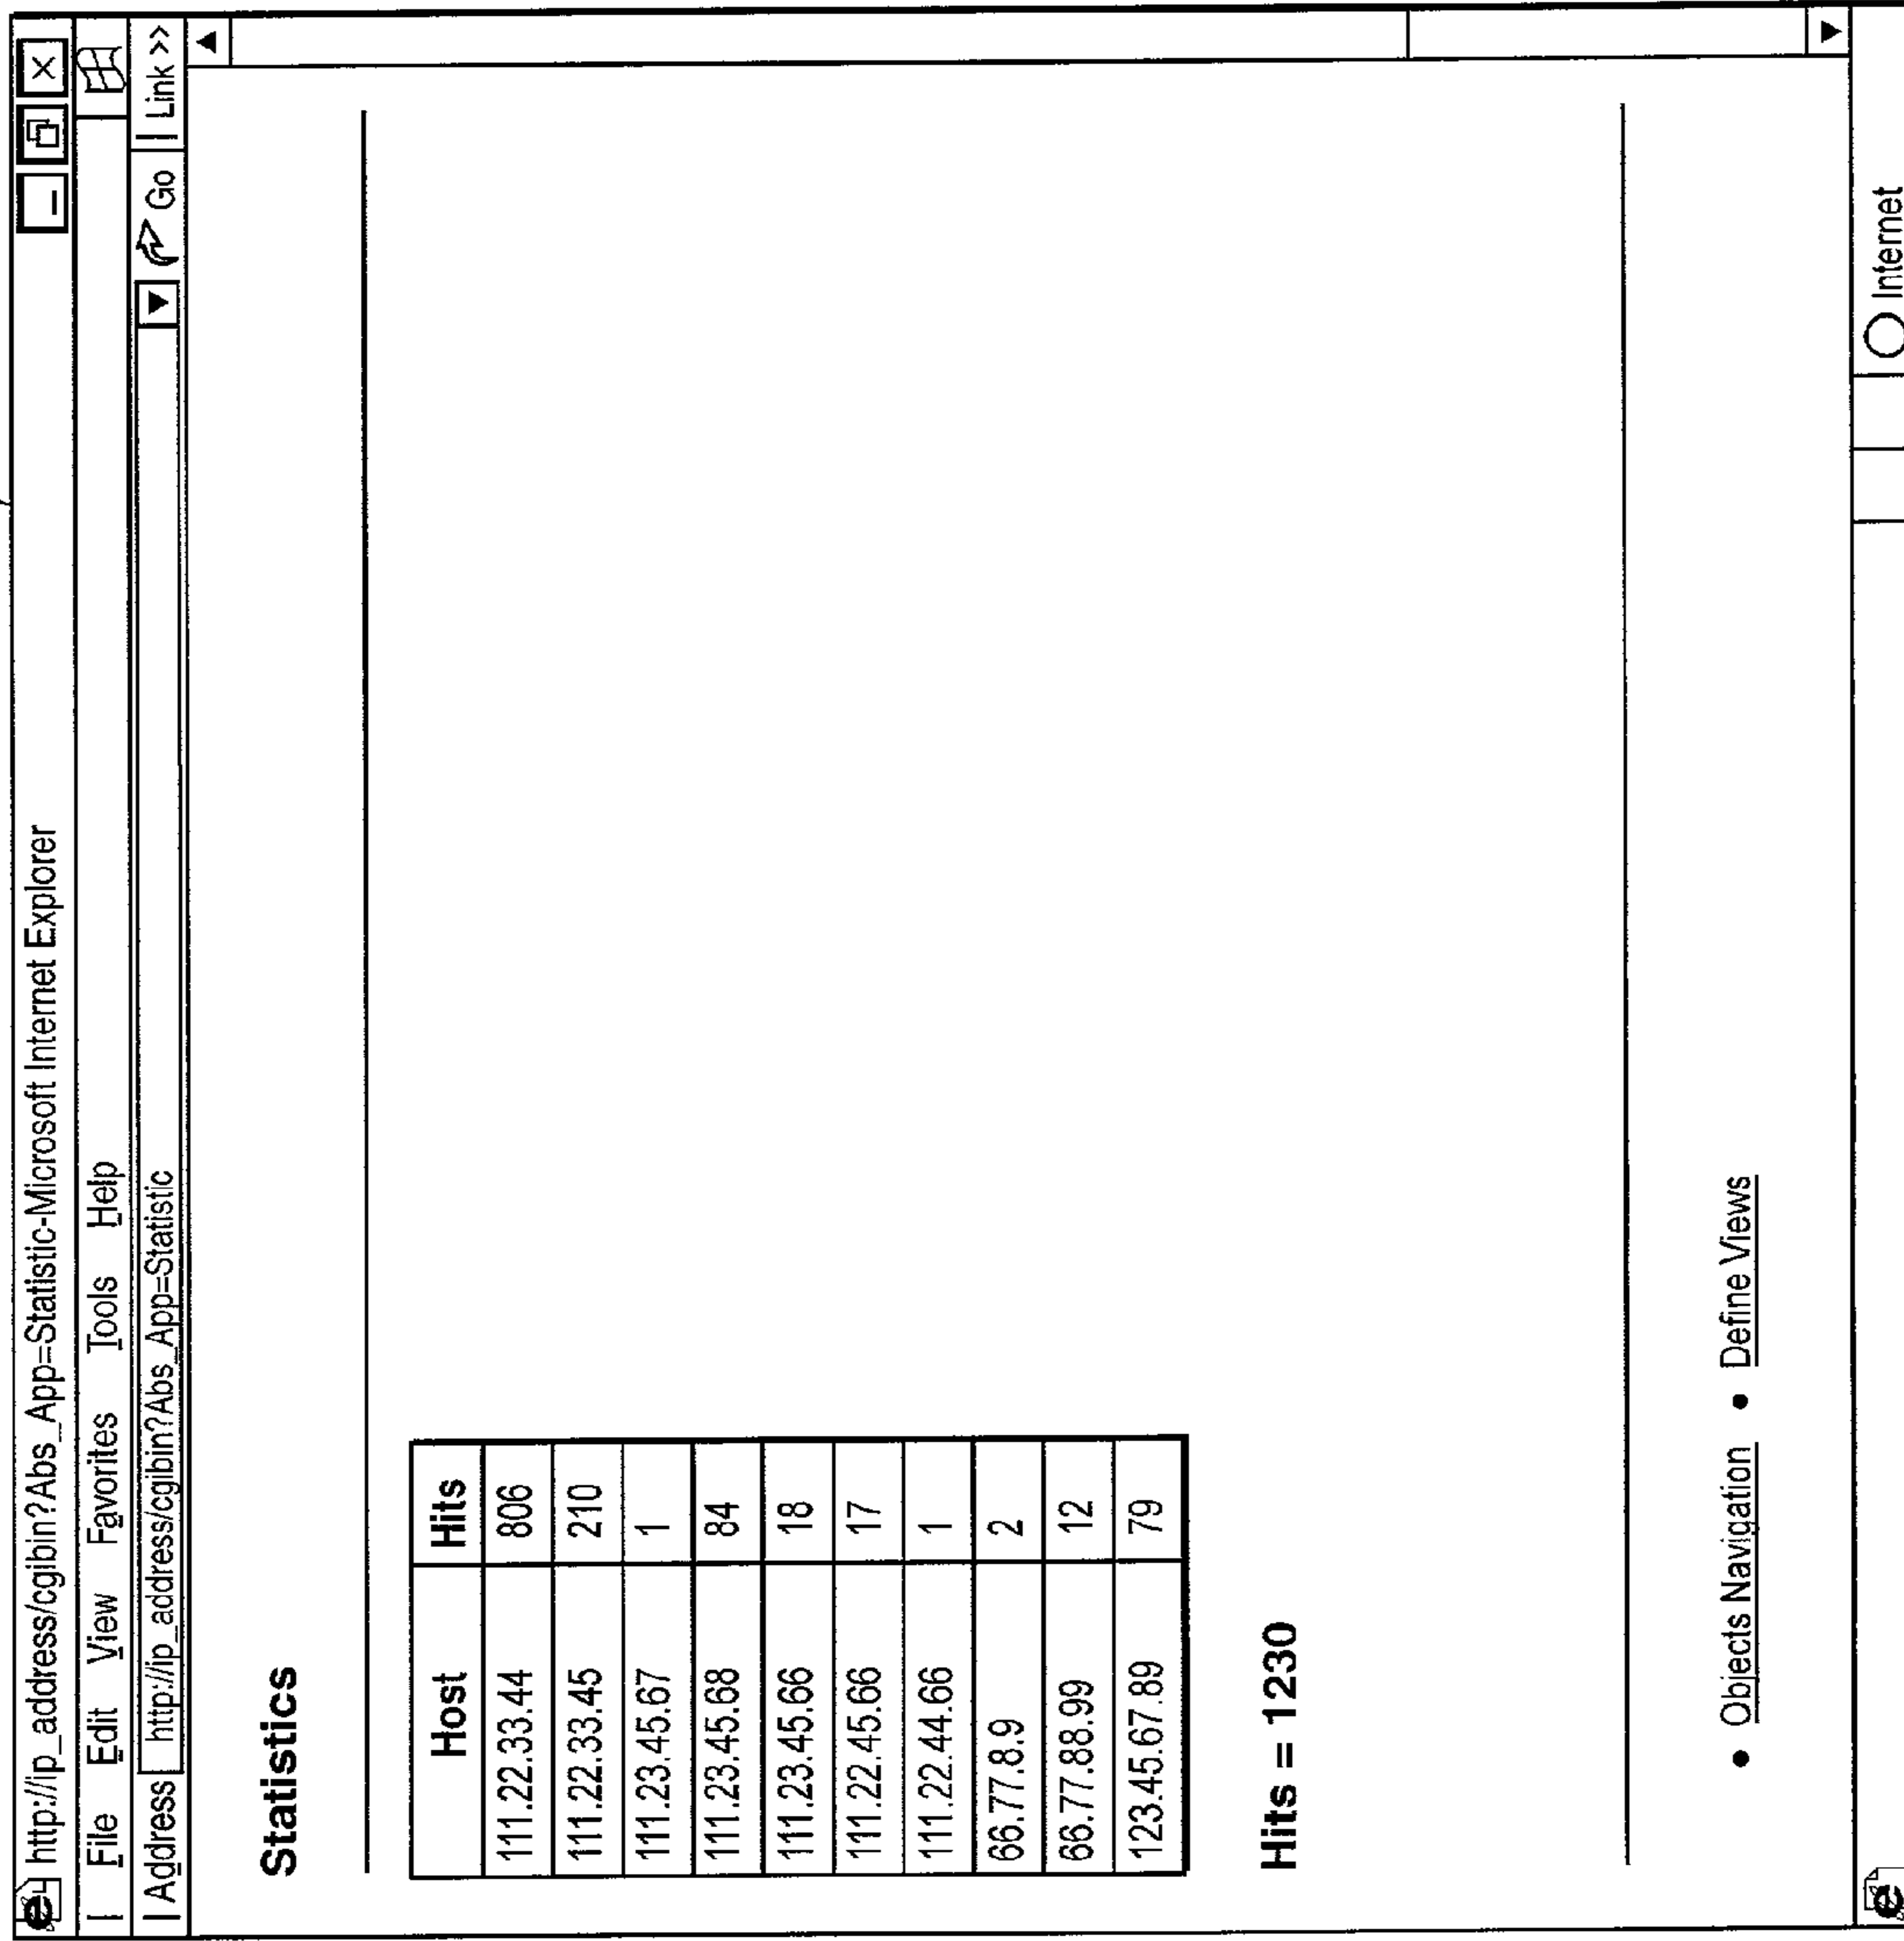 http://ip_address/cgibin?Abs_App=Statistic-Microsoft Internet Explorer
File Edit View Favorites Tools Help
Address http://ip_address/cgibin?Abs_App=Statistic Go Link >>
Statistics
Host Hits
111.22.33.44 806
111.22.33.45 210
111.23.45.67 1
111.23.45.68 84
111.23.45.66 18
111.22.45.66 17
111.22.44.66 1
66.77.8.9 2
66.77.88.99 12
123.45.67.89 79
Hits = 1230
• Objects Navigation • Define Views
Internet